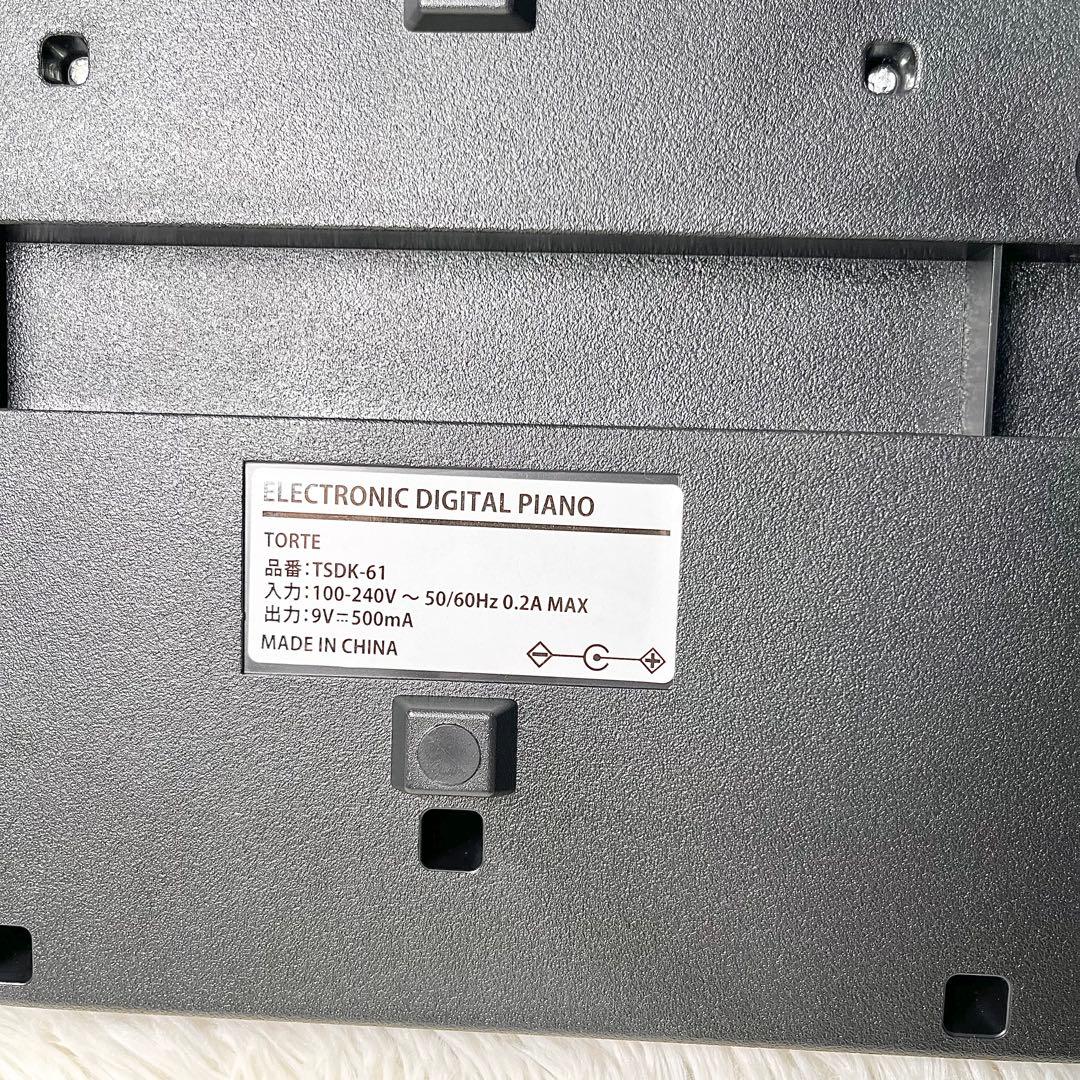 ELECTRONIC DIGITAL PIANO
TORTE
品番:TSDK-61
入力:100-240V ～ 50/60Hz 0.2A MAX
出力:9V⎓500mA
MADE IN CHINA